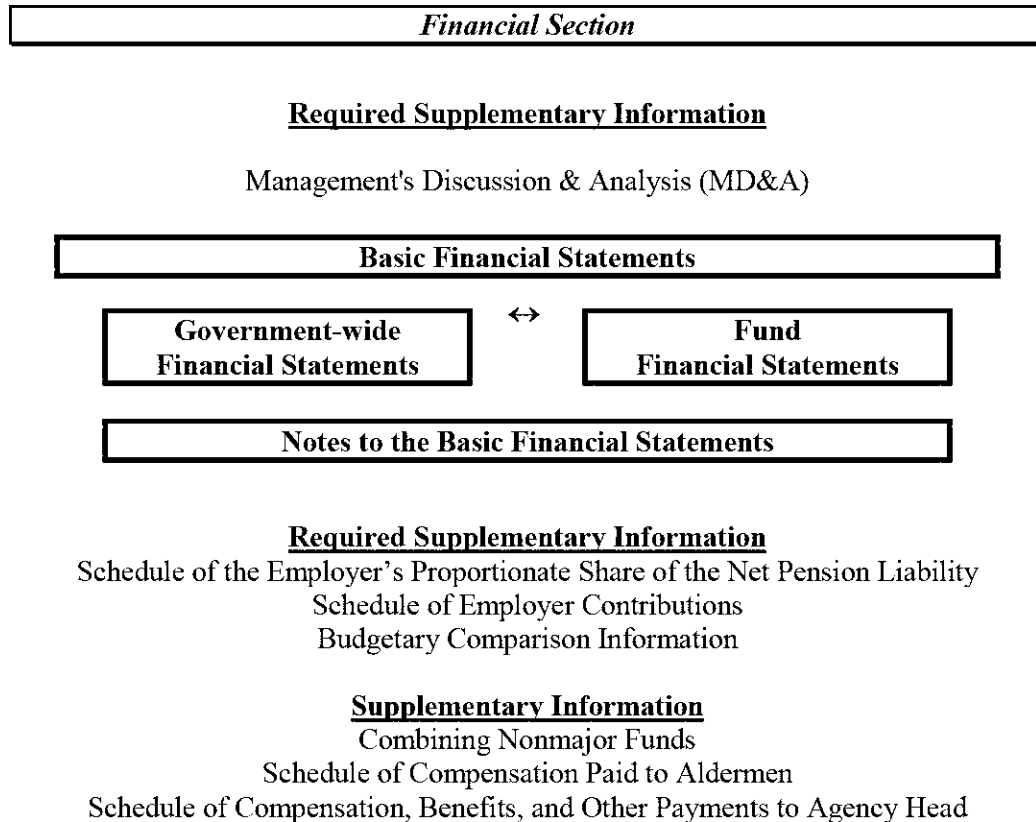 Financial Section
Required Supplementary Information
Management's Discussion & Analysis (MD&A)
Basic Financial Statements
↔
Government-wide
Financial Statements
Fund
Financial Statements
Notes to the Basic Financial Statements
Required Supplementary Information
Schedule of the Employer’s Proportionate Share of the Net Pension Liability
Schedule of Employer Contributions
Budgetary Comparison Information
Supplementary Information
Combining Nonmajor Funds
Schedule of Compensation Paid to Aldermen
Schedule of Compensation, Benefits, and Other Payments to Agency Head